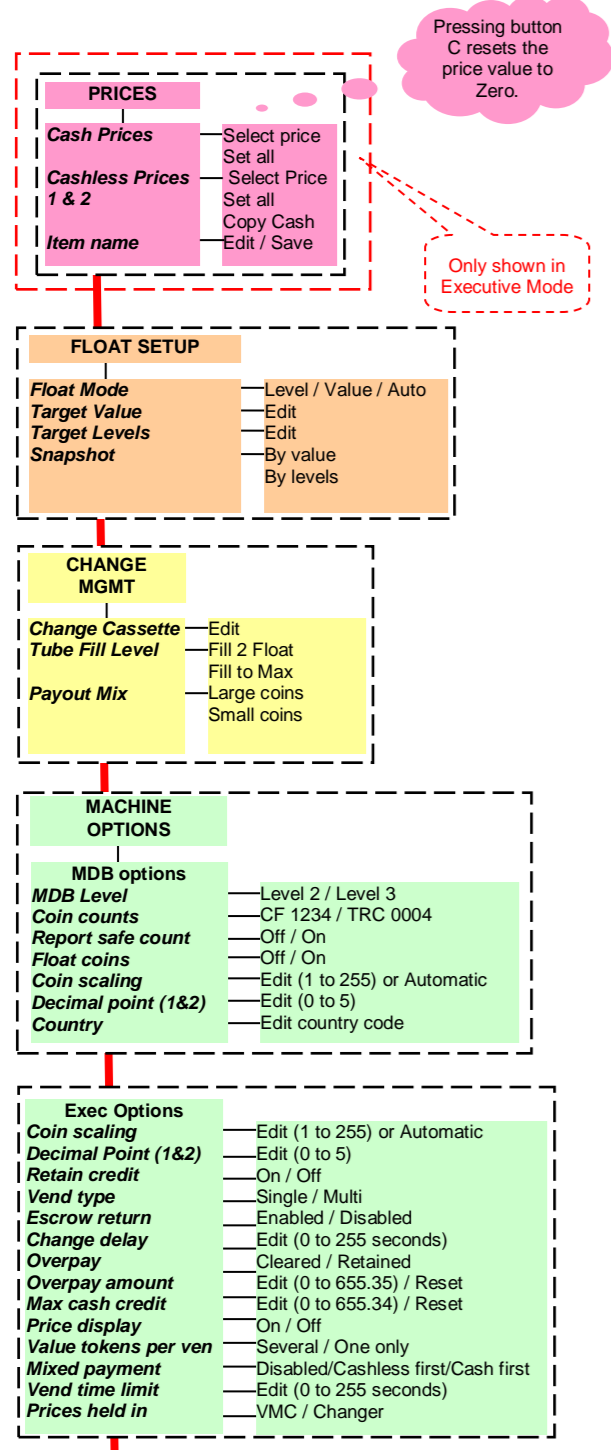 Pressing button
C resets the
price value to
Zero.
PRICES
Cash Prices Select price
Set all
Cashless Prices Select Price
1 & 2 Set all
Copy Cash
Item name Edit / Save
Only shown in
Executive Mode
FLOAT SETUP
Float Mode Level / Value / Auto
Target Value Edit
Target Levels Edit
Snapshot By value
By levels
CHANGE
MGMT
Change Cassette Edit
Tube Fill Level Fill 2 Float
Fill to Max
Payout Mix Large coins
Small coins
MACHINE
OPTIONS
MDB options
MDB Level Level 2 / Level 3
Coin counts CF 1234 / TRC 0004
Report safe count Off / On
Float coins Off / On
Coin scaling Edit (1 to 255) or Automatic
Decimal point (1&2) Edit (0 to 5)
Country Edit country code
Exec Options
Coin scaling Edit (1 to 255) or Automatic
Decimal Point (1&2) Edit (0 to 5)
Retain credit On / Off
Vend type Single / Multi
Escrow return Enabled / Disabled
Change delay Edit (0 to 255 seconds)
Overpay Cleared / Retained
Overpay amount Edit (0 to 655.35) / Reset
Max cash credit Edit (0 to 655.34) / Reset
Price display On / Off
Value tokens per ven Several / One only
Mixed payment Disabled/Cashless first/Cash first
Vend time limit Edit (0 to 255 seconds)
Prices held in VMC / Changer